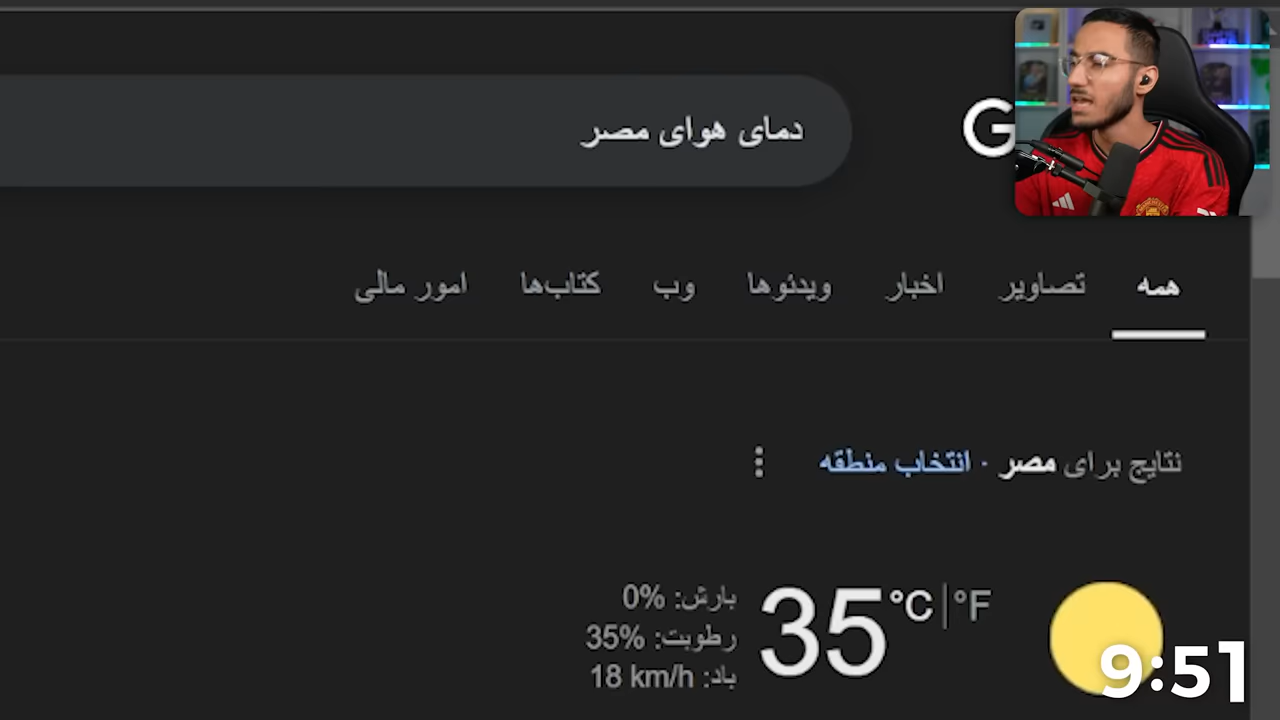 G
دمای هوای مصر
همه تصاویر اخبار ویدئوها وب کتاب‌ها امور مالی
نتایج برای مصر · انتخاب منطقه
35 °C | °F
بارش: 0%
رطوبت: 35%
باد: 18 km/h
9:51